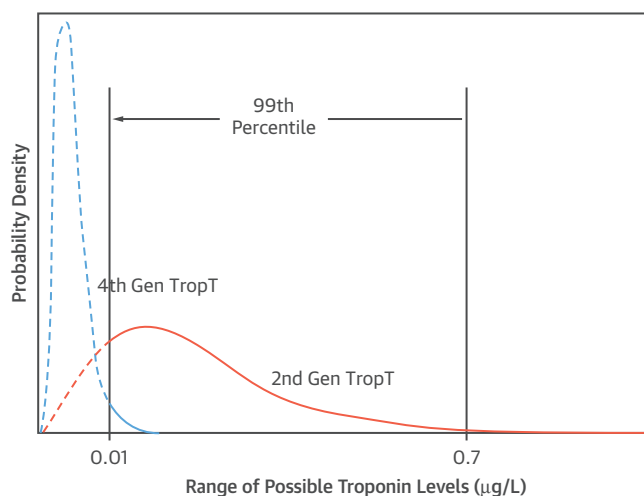 99th
Percentile
Probability Density
4th Gen TropT
2nd Gen TropT
0.01
0.7
Range of Possible Troponin Levels (μg/L)